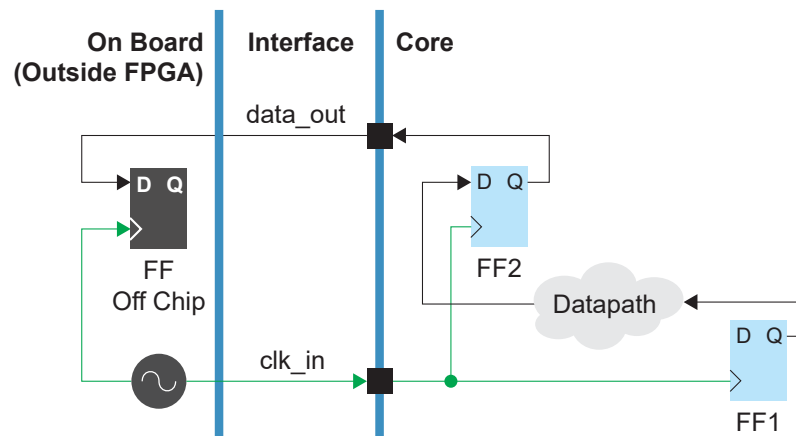 On Board
(Outside FPGA)
Interface
Core
data_out
D Q
FF
Off Chip
D Q
FF2
Datapath
clk_in
D Q
FF1